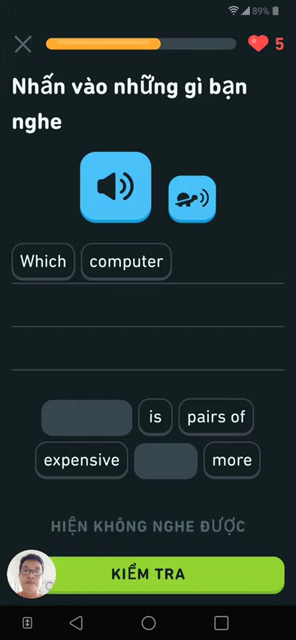 89%
5
Nhấn vào những gì bạn
nghe
Which computer
is pairs of
expensive more
HIỆN KHÔNG NGHE ĐƯỢC
KIỂM TRA